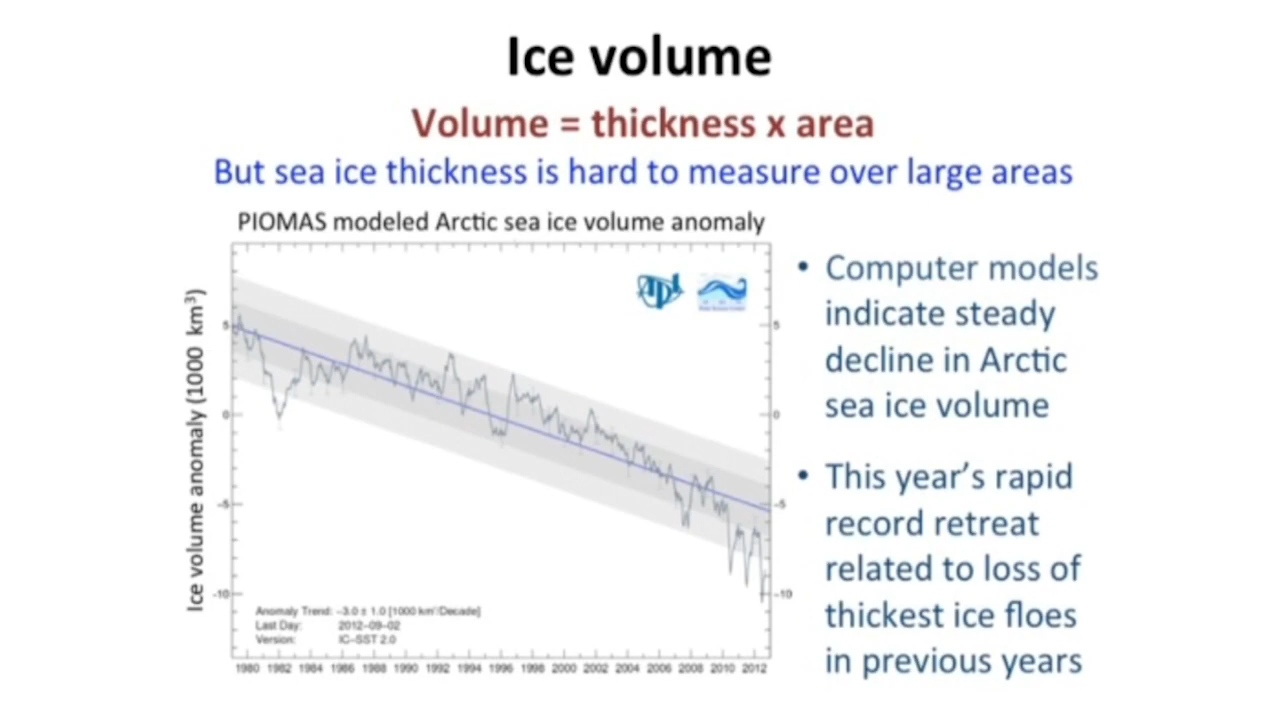 Ice volume
Volume = thickness x area
But sea ice thickness is hard to measure over large areas
PIOMAS modeled Arctic sea ice volume anomaly
Ice volume anomaly (1000 km³)
5
0
-5
-10
5
0
-5
-10
Anomaly Trend: -3.0 ± 1.0 [1000 km³/Decade]
Last Day: 2012-09-02
Version: IC-SST 2.0
1980 1982 1984 1986 1988 1990 1992 1994 1996 1998 2000 2002 2004 2006 2008 2010 2012
• Computer models
indicate steady
decline in Arctic
sea ice volume
• This year's rapid
record retreat
related to loss of
thickest ice floes
in previous years